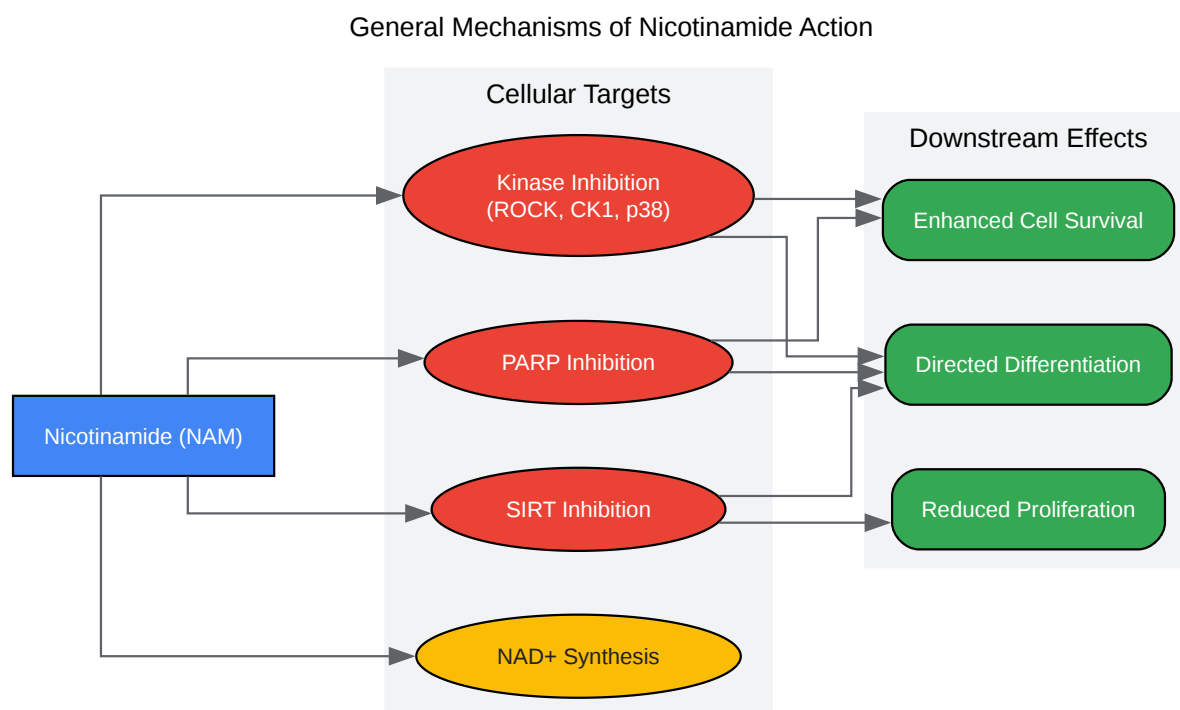 General Mechanisms of Nicotinamide Action
Cellular Targets
Downstream Effects
Kinase Inhibition
(ROCK, CK1, p38)
Enhanced Cell Survival
PARP Inhibition
Directed Differentiation
Nicotinamide (NAM)
SIRT Inhibition
Reduced Proliferation
NAD+ Synthesis